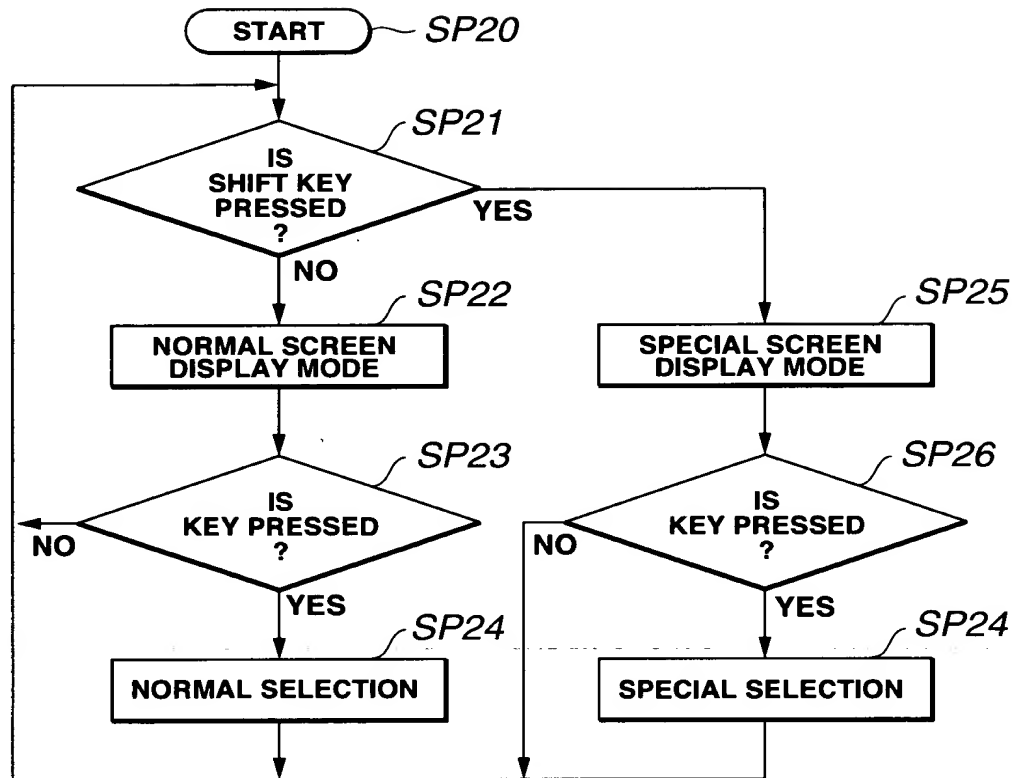 START
SP20
SP21
IS
SHIFT KEY
PRESSED
?
YES
NO
SP22
NORMAL SCREEN
DISPLAY MODE
SP25
SPECIAL SCREEN
DISPLAY MODE
SP23
IS
KEY PRESSED
?
NO
YES
SP26
IS
KEY PRESSED
?
NO
YES
SP24
NORMAL SELECTION
SP24
SPECIAL SELECTION